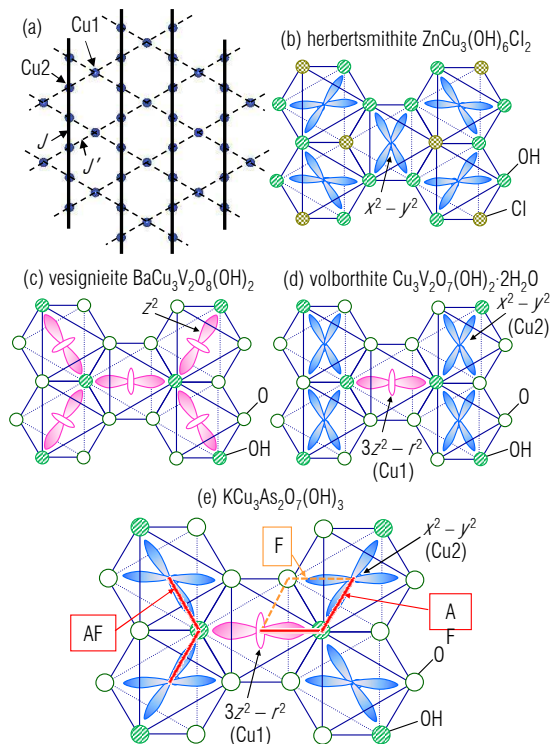 (a)
Cu1
Cu2
J
J′
(b) herbertsmithite ZnCu3(OH)6Cl2
OH
x² – y²
Cl
(c) vesignieite BaCu3V2O8(OH)2
z²
O
OH
(d) volborthite Cu3V2O7(OH)2·2H2O
x² – y²
(Cu2)
O
3z² – r²
(Cu1)
OH
(e) KCu3As2O7(OH)3
F
x² – y²
(Cu2)
AF
A
F
O
3z² – r²
(Cu1)
OH